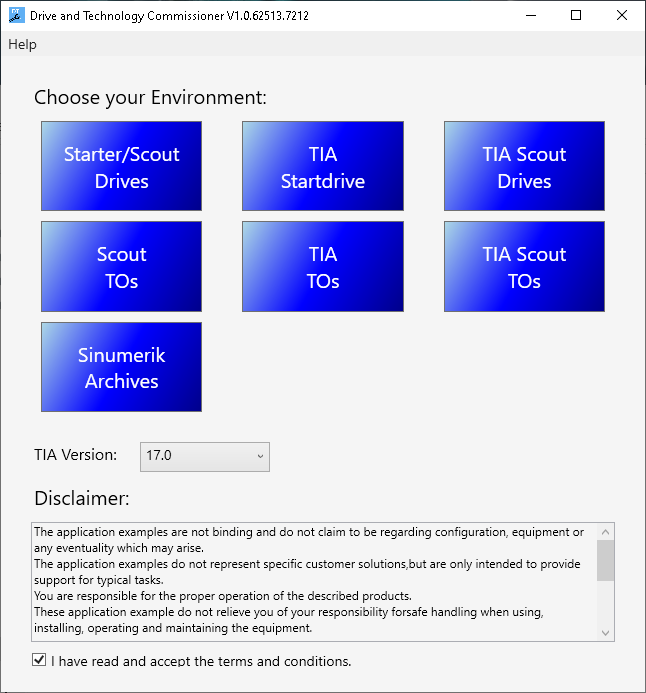 Drive and Technology Commissioner V1.0.62513.7212
Help
Choose your Environment:
Starter/Scout
Drives
TIA
Startdrive
TIA Scout
Drives
Scout
TOs
TIA
TOs
TIA Scout
TOs
Sinumerik
Archives
TIA Version:
17.0
Disclaimer:
The application examples are not binding and do not claim to be regarding configuration, equipment or
any eventuality which may arise.
The application examples do not represent specific customer solutions,but are only intended to provide
support for typical tasks.
You are responsible for the proper operation of the described products.
These application example do not relieve you of your responsibility forsafe handling when using,
installing, operating and maintaining the equipment.
I have read and accept the terms and conditions.